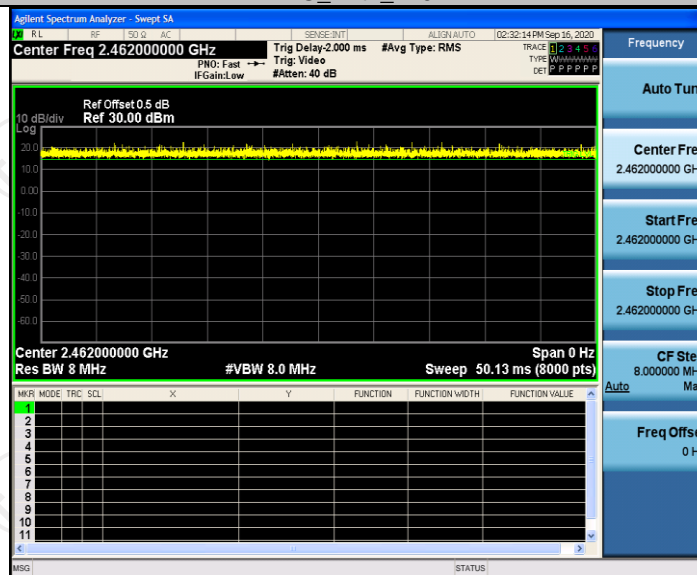 Agilent Spectrum Analyzer - Swept SA
RL RF 50 Ω AC SENSE:INT ALIGN AUTO 02:32:14 PM Sep 16, 2020
Center Freq 2.462000000 GHz
PNO: Fast
IFGain:Low
Trig Delay-2.000 ms
Trig: Video
#Atten: 40 dB
#Avg Type: RMS
TRACE 1 2 3 4 5 6
TYPE
DET P P P P P P
Ref Offset 0.5 dB
10 dB/div Ref 30.00 dBm
Log
20.0
10.0
0.00
-10.0
-20.0
-30.0
-40.0
-50.0
-60.0
Center 2.462000000 GHz Span 0 Hz
Res BW 8 MHz #VBW 8.0 MHz Sweep 50.13 ms (8000 pts)
MKR MODE TRC SCL X Y FUNCTION FUNCTION WIDTH FUNCTION VALUE
1
2
3
4
5
6
7
8
9
10
11
MSG STATUS
Frequency
Auto Tun
Center Fre
2.462000000 GH
Start Fre
2.462000000 GH
Stop Fre
2.462000000 GH
CF Ste
8.000000 MH
Auto Ma
Freq Offse
0 H